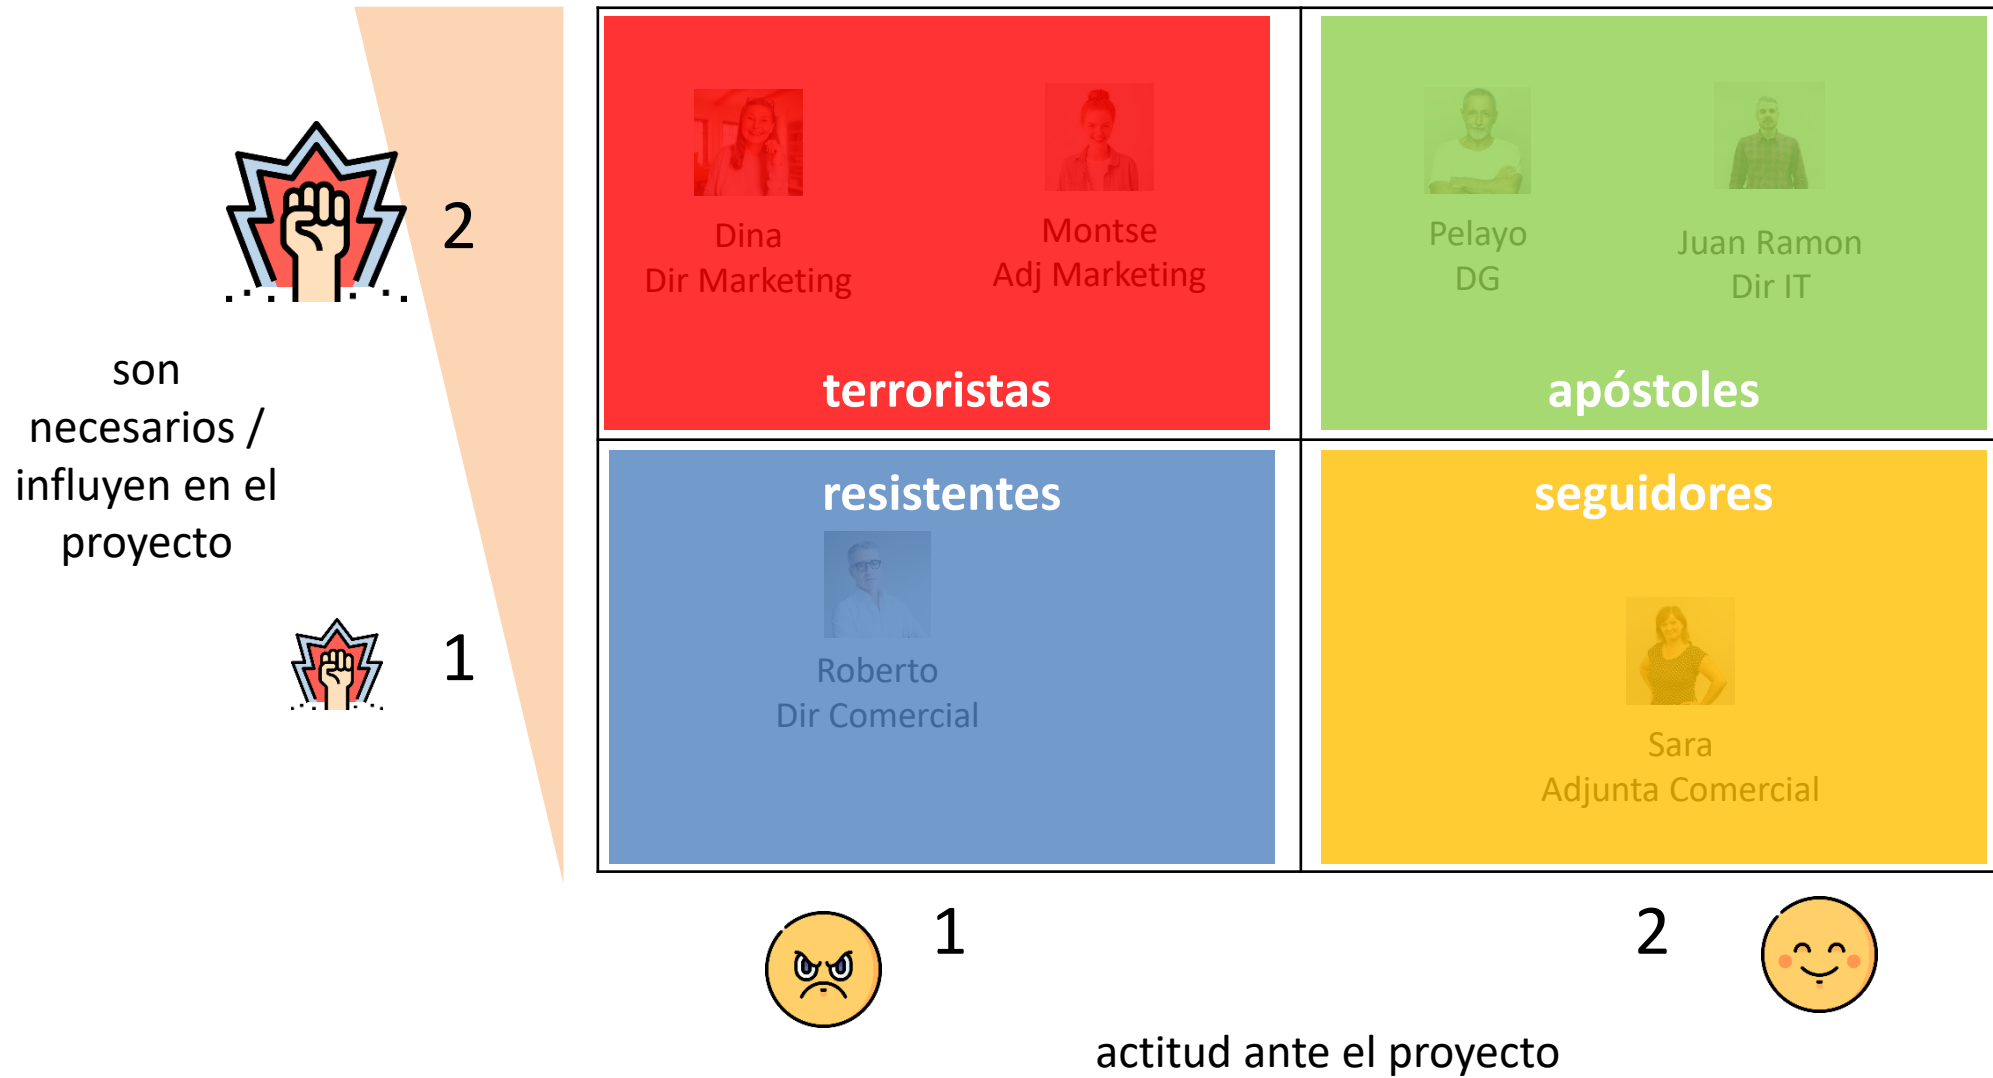 2
son
necesarios /
influyen en el
proyecto
1
Dina
Dir Marketing
Montse
Adj Marketing
terroristas
Pelayo
DG
Juan Ramon
Dir IT
apóstoles
resistentes
Roberto
Dir Comercial
seguidores
Sara
Adjunta Comercial
1
2
actitud ante el proyecto